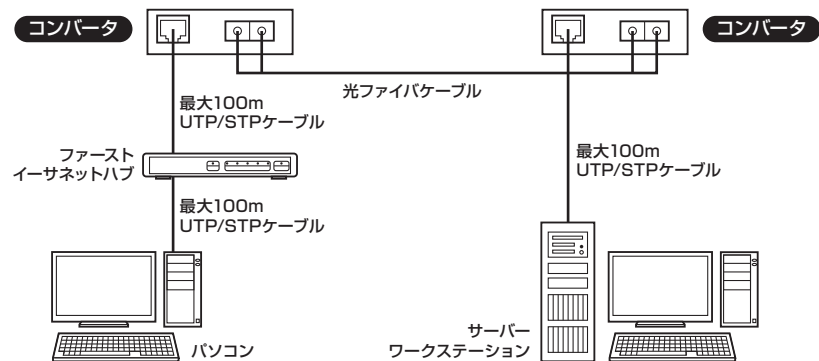 コンバータ
コンバータ
光ファイバケーブル
最大100m
UTP/STPケーブル
ファースト
イーサネットハブ
最大100m
UTP/STPケーブル
最大100m
UTP/STPケーブル
パソコン
サーバー
ワークステーション